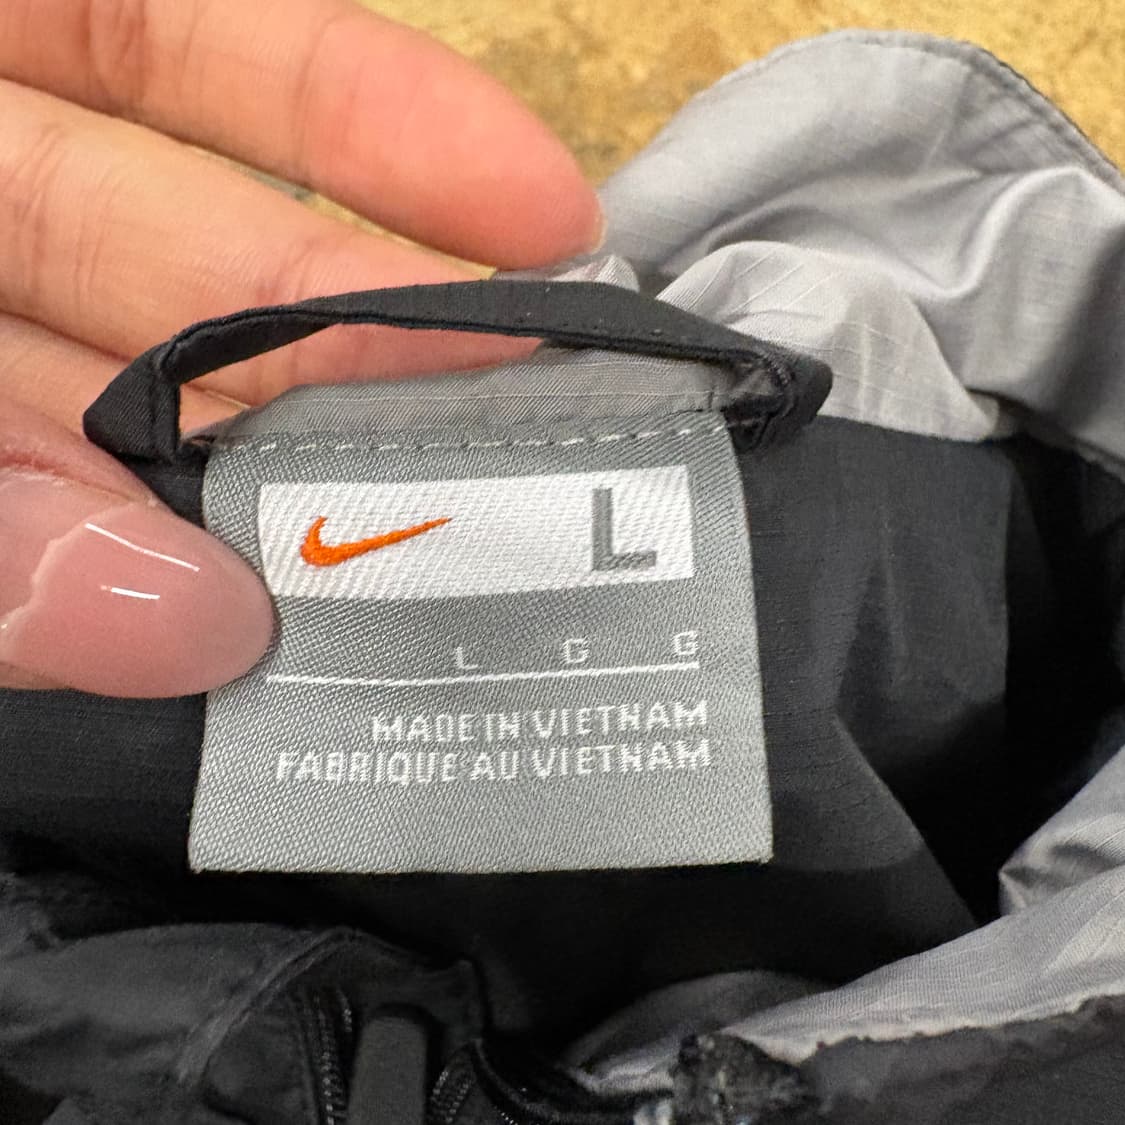 L
L G G
MADE IN VIETNAM
FABRIQUE AU VIETNAM